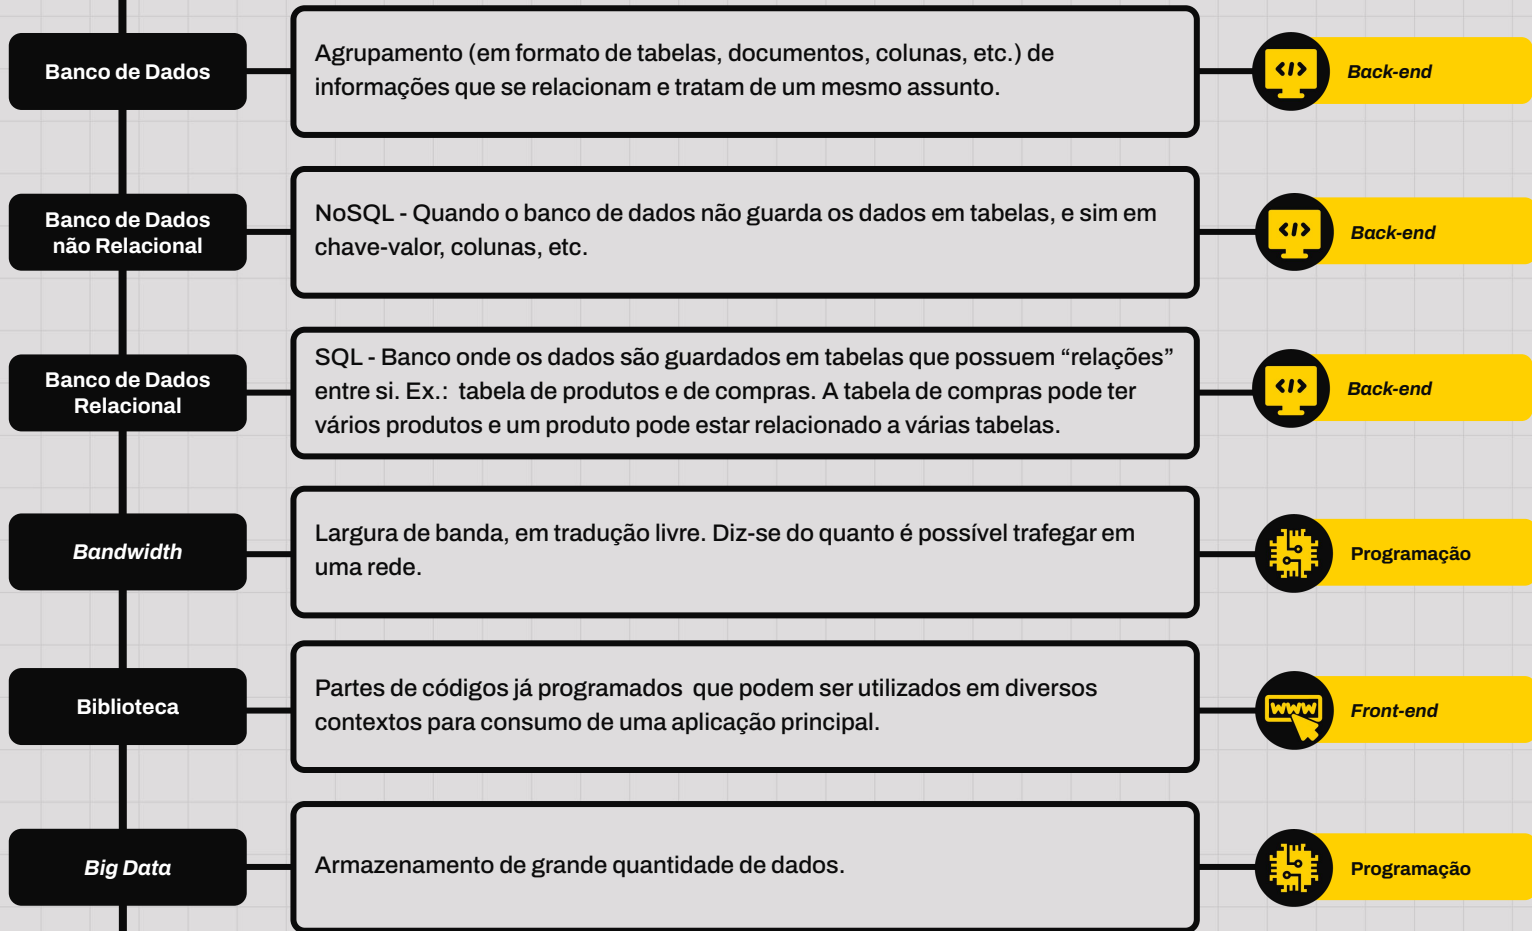 Banco de Dados
Agrupamento (em formato de tabelas, documentos, colunas, etc.) de
informações que se relacionam e tratam de um mesmo assunto.
</>
Back-end
Banco de Dados
não Relacional
NoSQL - Quando o banco de dados não guarda os dados em tabelas, e sim em
chave-valor, colunas, etc.
</>
Back-end
Banco de Dados
Relacional
SQL - Banco onde os dados são guardados em tabelas que possuem “relações”
entre si. Ex.:  tabela de produtos e de compras. A tabela de compras pode ter
vários produtos e um produto pode estar relacionado a várias tabelas.
</>
Back-end
Bandwidth
Largura de banda, em tradução livre. Diz-se do quanto é possível trafegar em
uma rede.
Programação
Biblioteca
Partes de códigos já programados  que podem ser utilizados em diversos
contextos para consumo de uma aplicação principal.
www
Front-end
Big Data
Armazenamento de grande quantidade de dados.
Programação